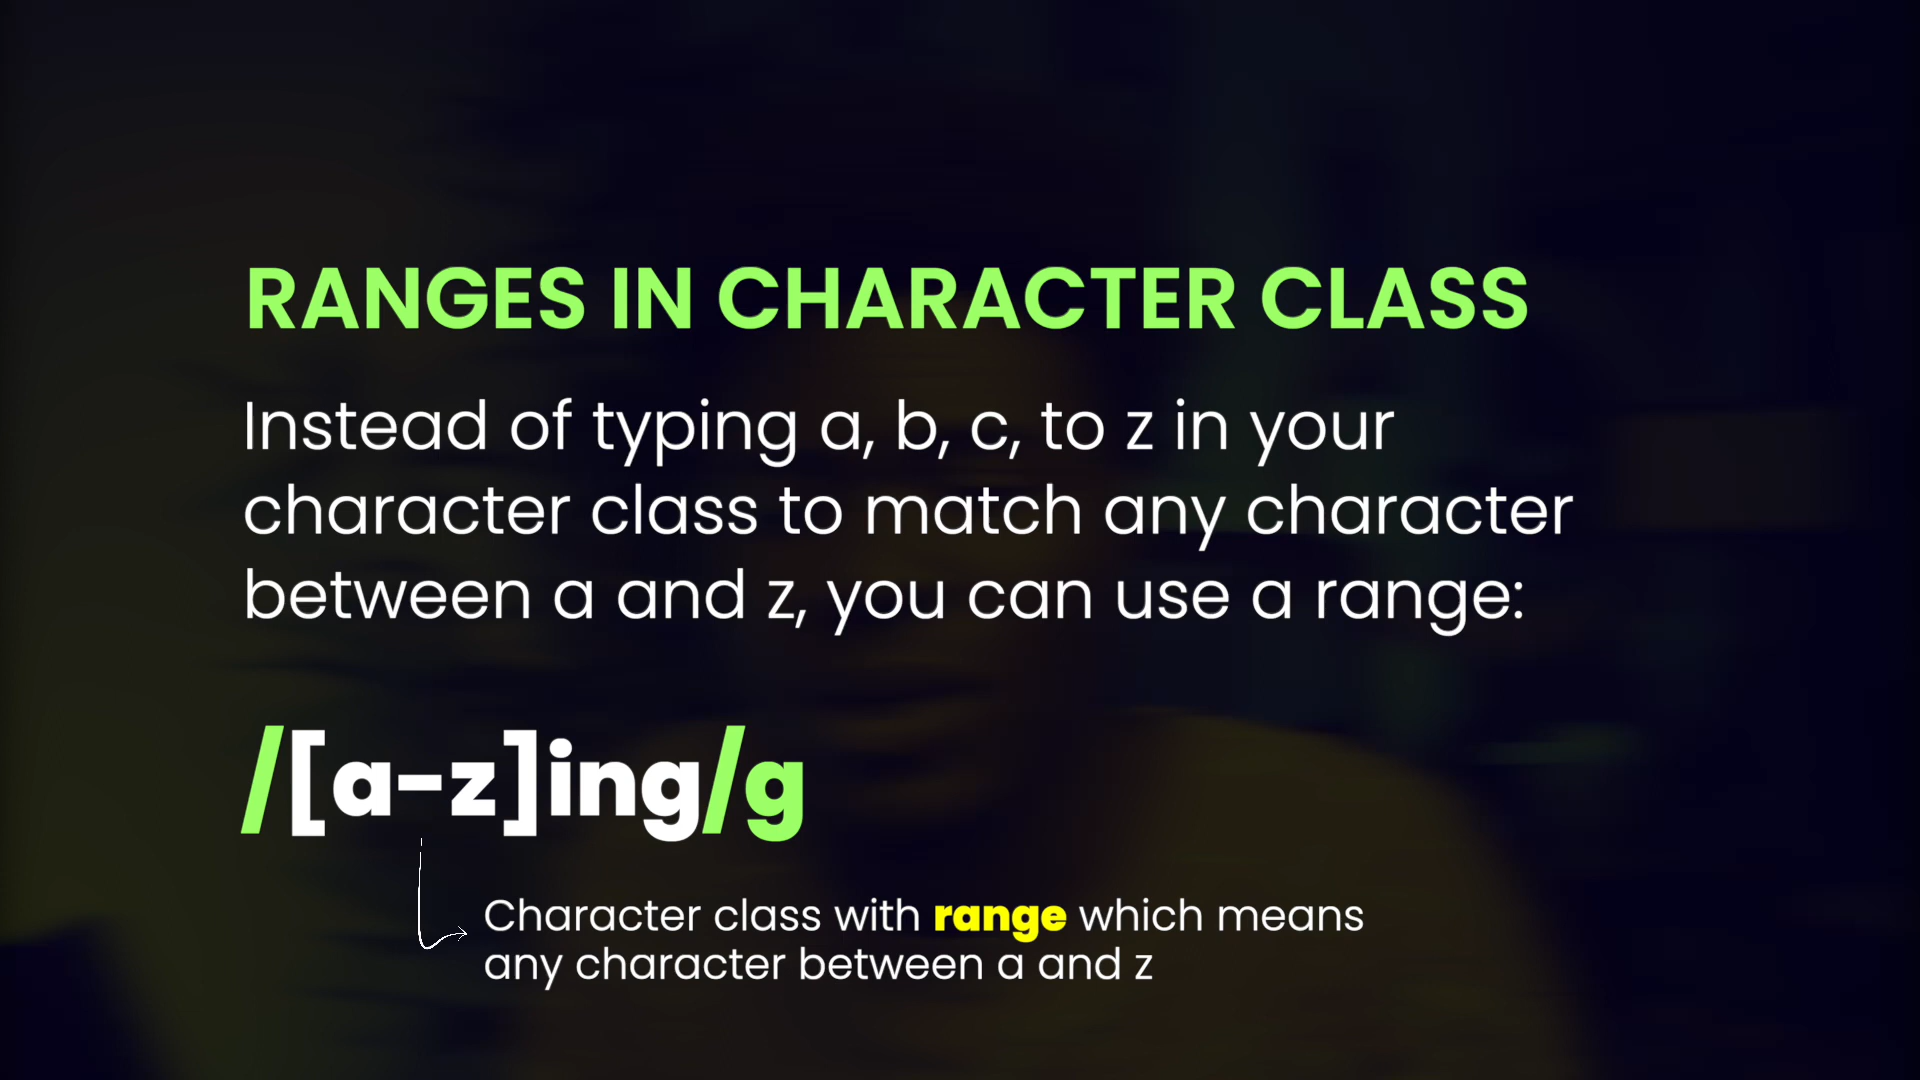 RANGES IN CHARACTER CLASS
Instead of typing a, b, c, to z in your
character class to match any character
between a and z, you can use a range:
/[a-z]ing/g
Character class with range which means
any character between a and z